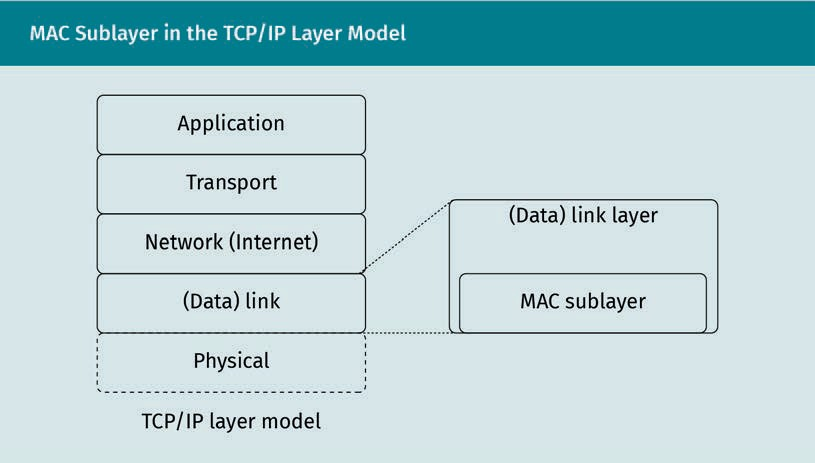 MAC Sublayer in the TCP/IP Layer Model
Application
Transport
Network (Internet)
(Data) link
Physical
TCP/IP layer model
(Data) link layer
MAC sublayer